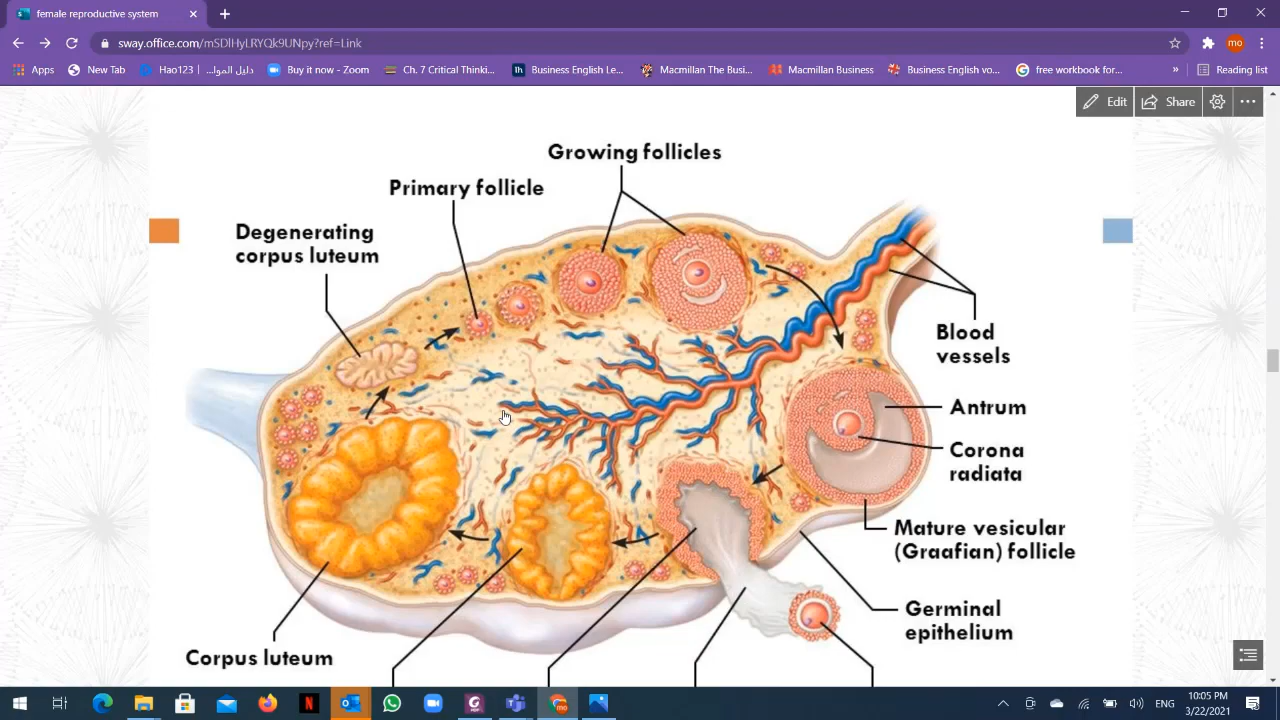 female reproductive system
sway.office.com/mSDlHyLRYQk9UNpy?ref=Link
mo
Apps
New Tab
Hao123 | دليل الموا...
Buy it now - Zoom
Ch. 7 Critical Thinki...
Business English Le...
Macmillan The Busi...
Macmillan Business
Business English vo...
free workbook for...
»
Reading list
Edit
Share
Growing follicles
Primary follicle
Degenerating
corpus luteum
Blood
vessels
Antrum
Corona
radiata
Mature vesicular
(Graafian) follicle
Germinal
epithelium
Corpus luteum
ENG
10:05 PM
3/22/2021